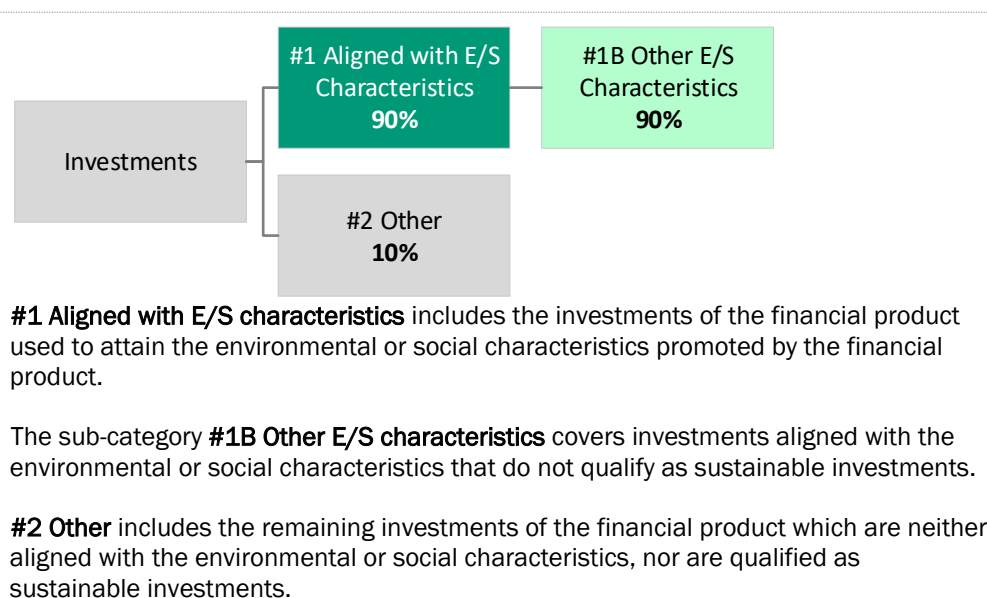 #1 Aligned with E/S
Characteristics
90%
#1B Other E/S
Characteristics
90%
Investments
#2 Other
10%
#1 Aligned with E/S characteristics includes the investments of the financial product
used to attain the environmental or social characteristics promoted by the financial
product.
The sub-category #1B Other E/S characteristics covers investments aligned with the
environmental or social characteristics that do not qualify as sustainable investments.
#2 Other includes the remaining investments of the financial product which are neither
aligned with the environmental or social characteristics, nor are qualified as
sustainable investments.